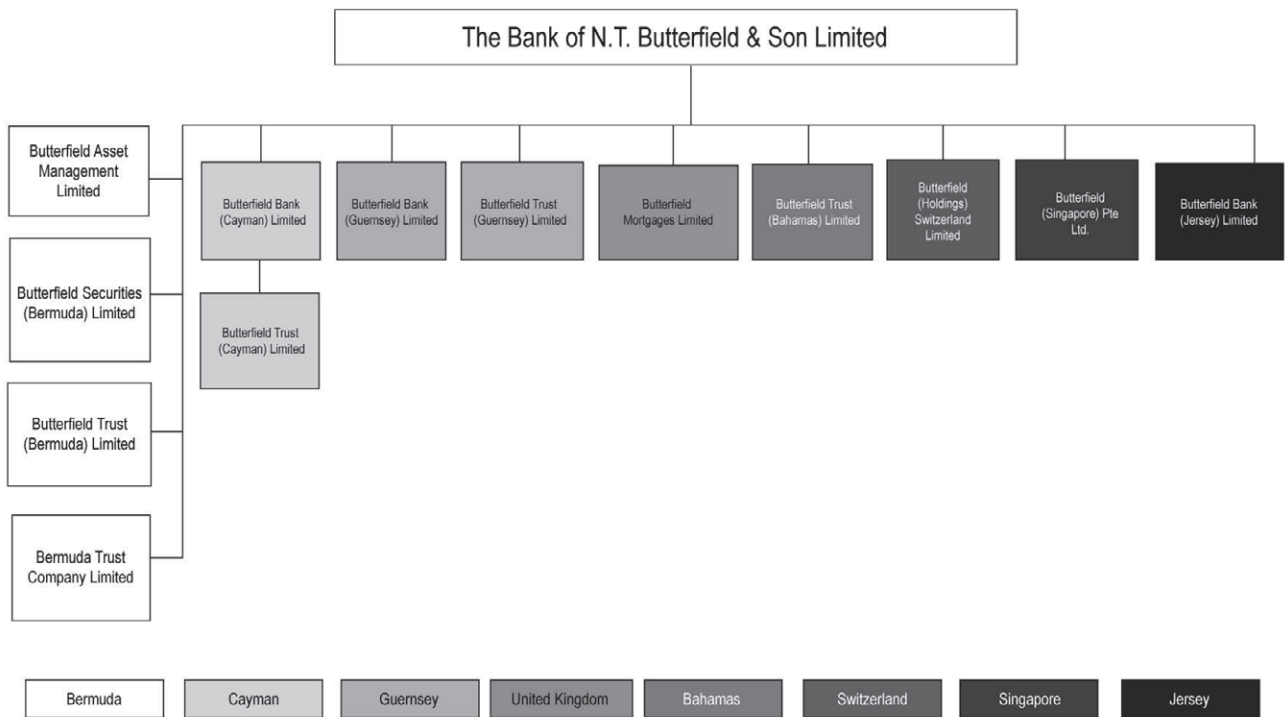 The Bank of N.T. Butterfield & Son Limited
Butterfield Asset
Management
Limited
Butterfield Securities
(Bermuda) Limited
Butterfield Trust
(Bermuda) Limited
Bermuda Trust
Company Limited
Butterfield Bank
(Cayman) Limited
Butterfield Trust
(Cayman) Limited
Butterfield Bank
(Guernsey) Limited
Butterfield Trust
(Guernsey) Limited
Butterfield
Mortgages Limited
Butterfield Trust
(Bahamas) Limited
Butterfield
(Holdings)
Switzerland
Limited
Butterfield
(Singapore) Pte
Ltd.
Butterfield Bank
(Jersey) Limited
Bermuda
Cayman
Guernsey
United Kingdom
Bahamas
Switzerland
Singapore
Jersey